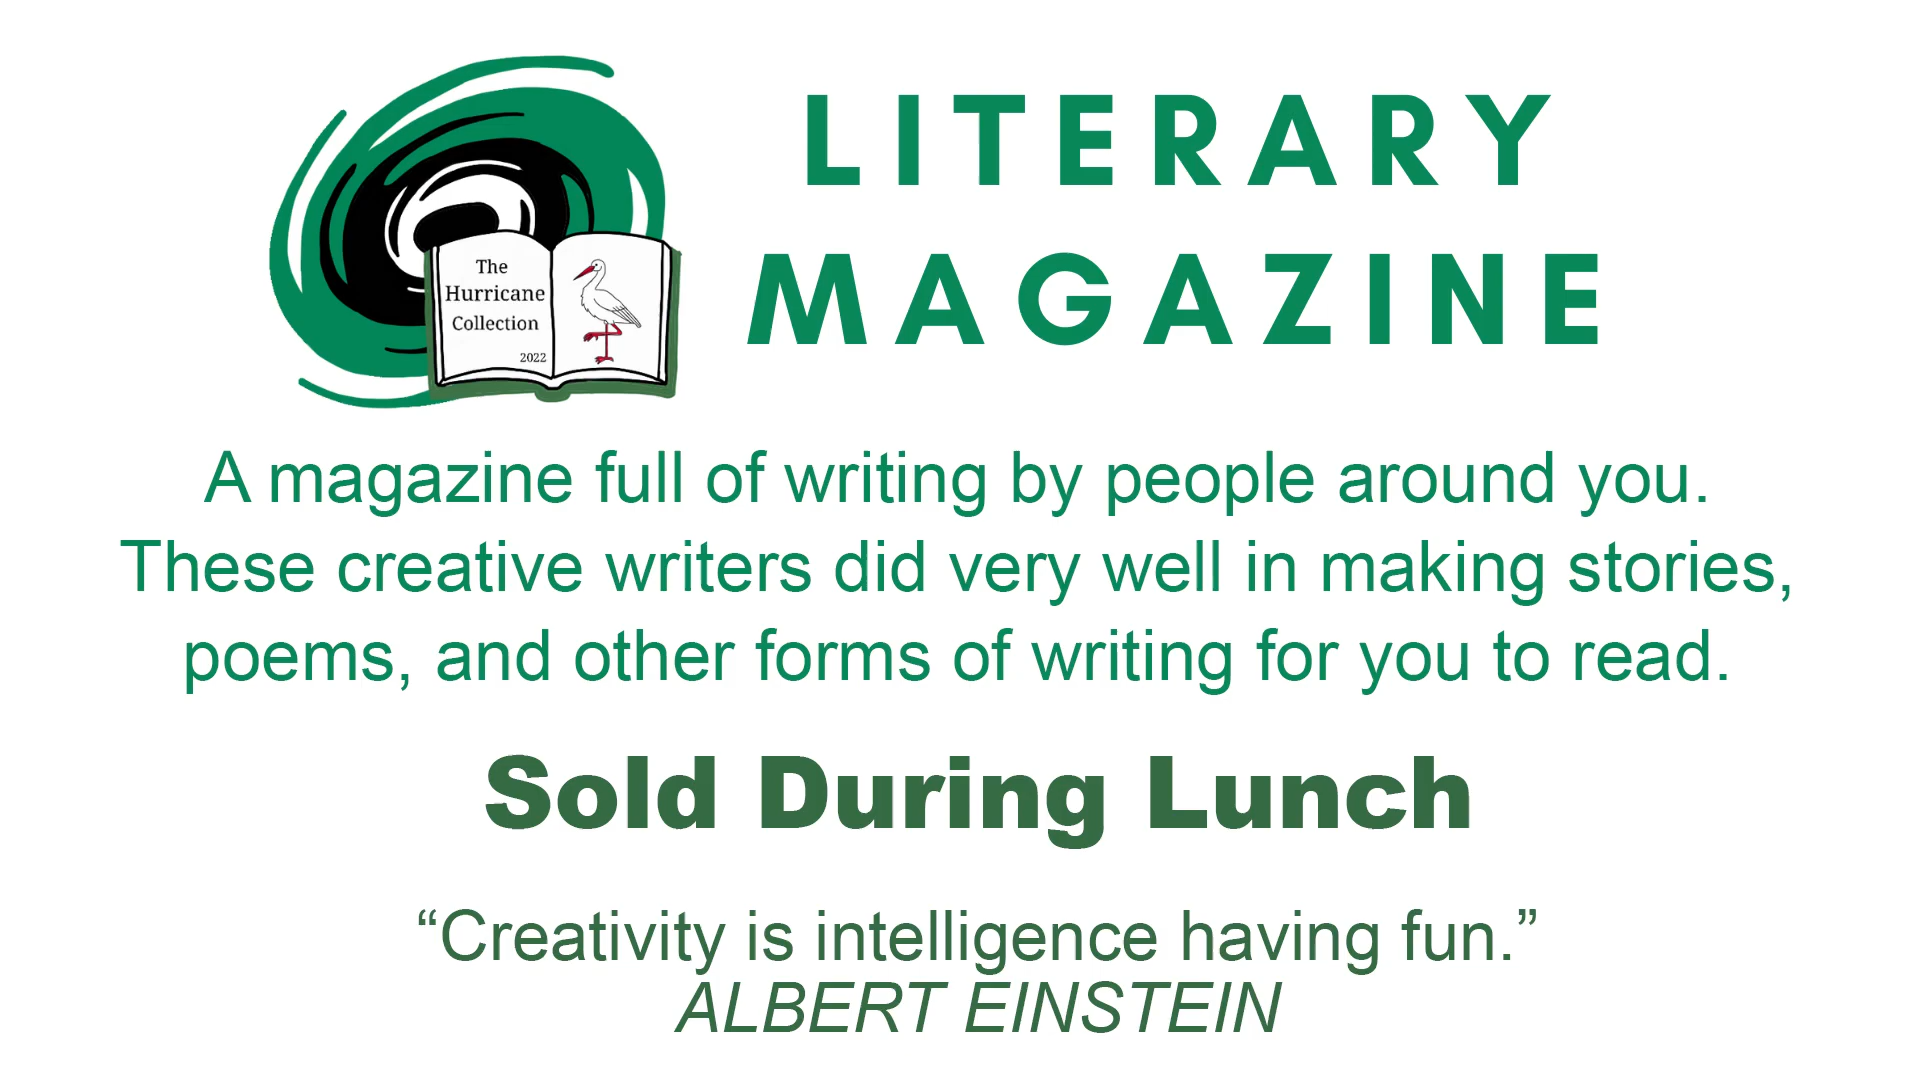 LITERARY
MAGAZINE
The
Hurricane
Collection
2022
A magazine full of writing by people around you.
These creative writers did very well in making stories,
poems, and other forms of writing for you to read.
Sold During Lunch
“Creativity is intelligence having fun.”
ALBERT EINSTEIN